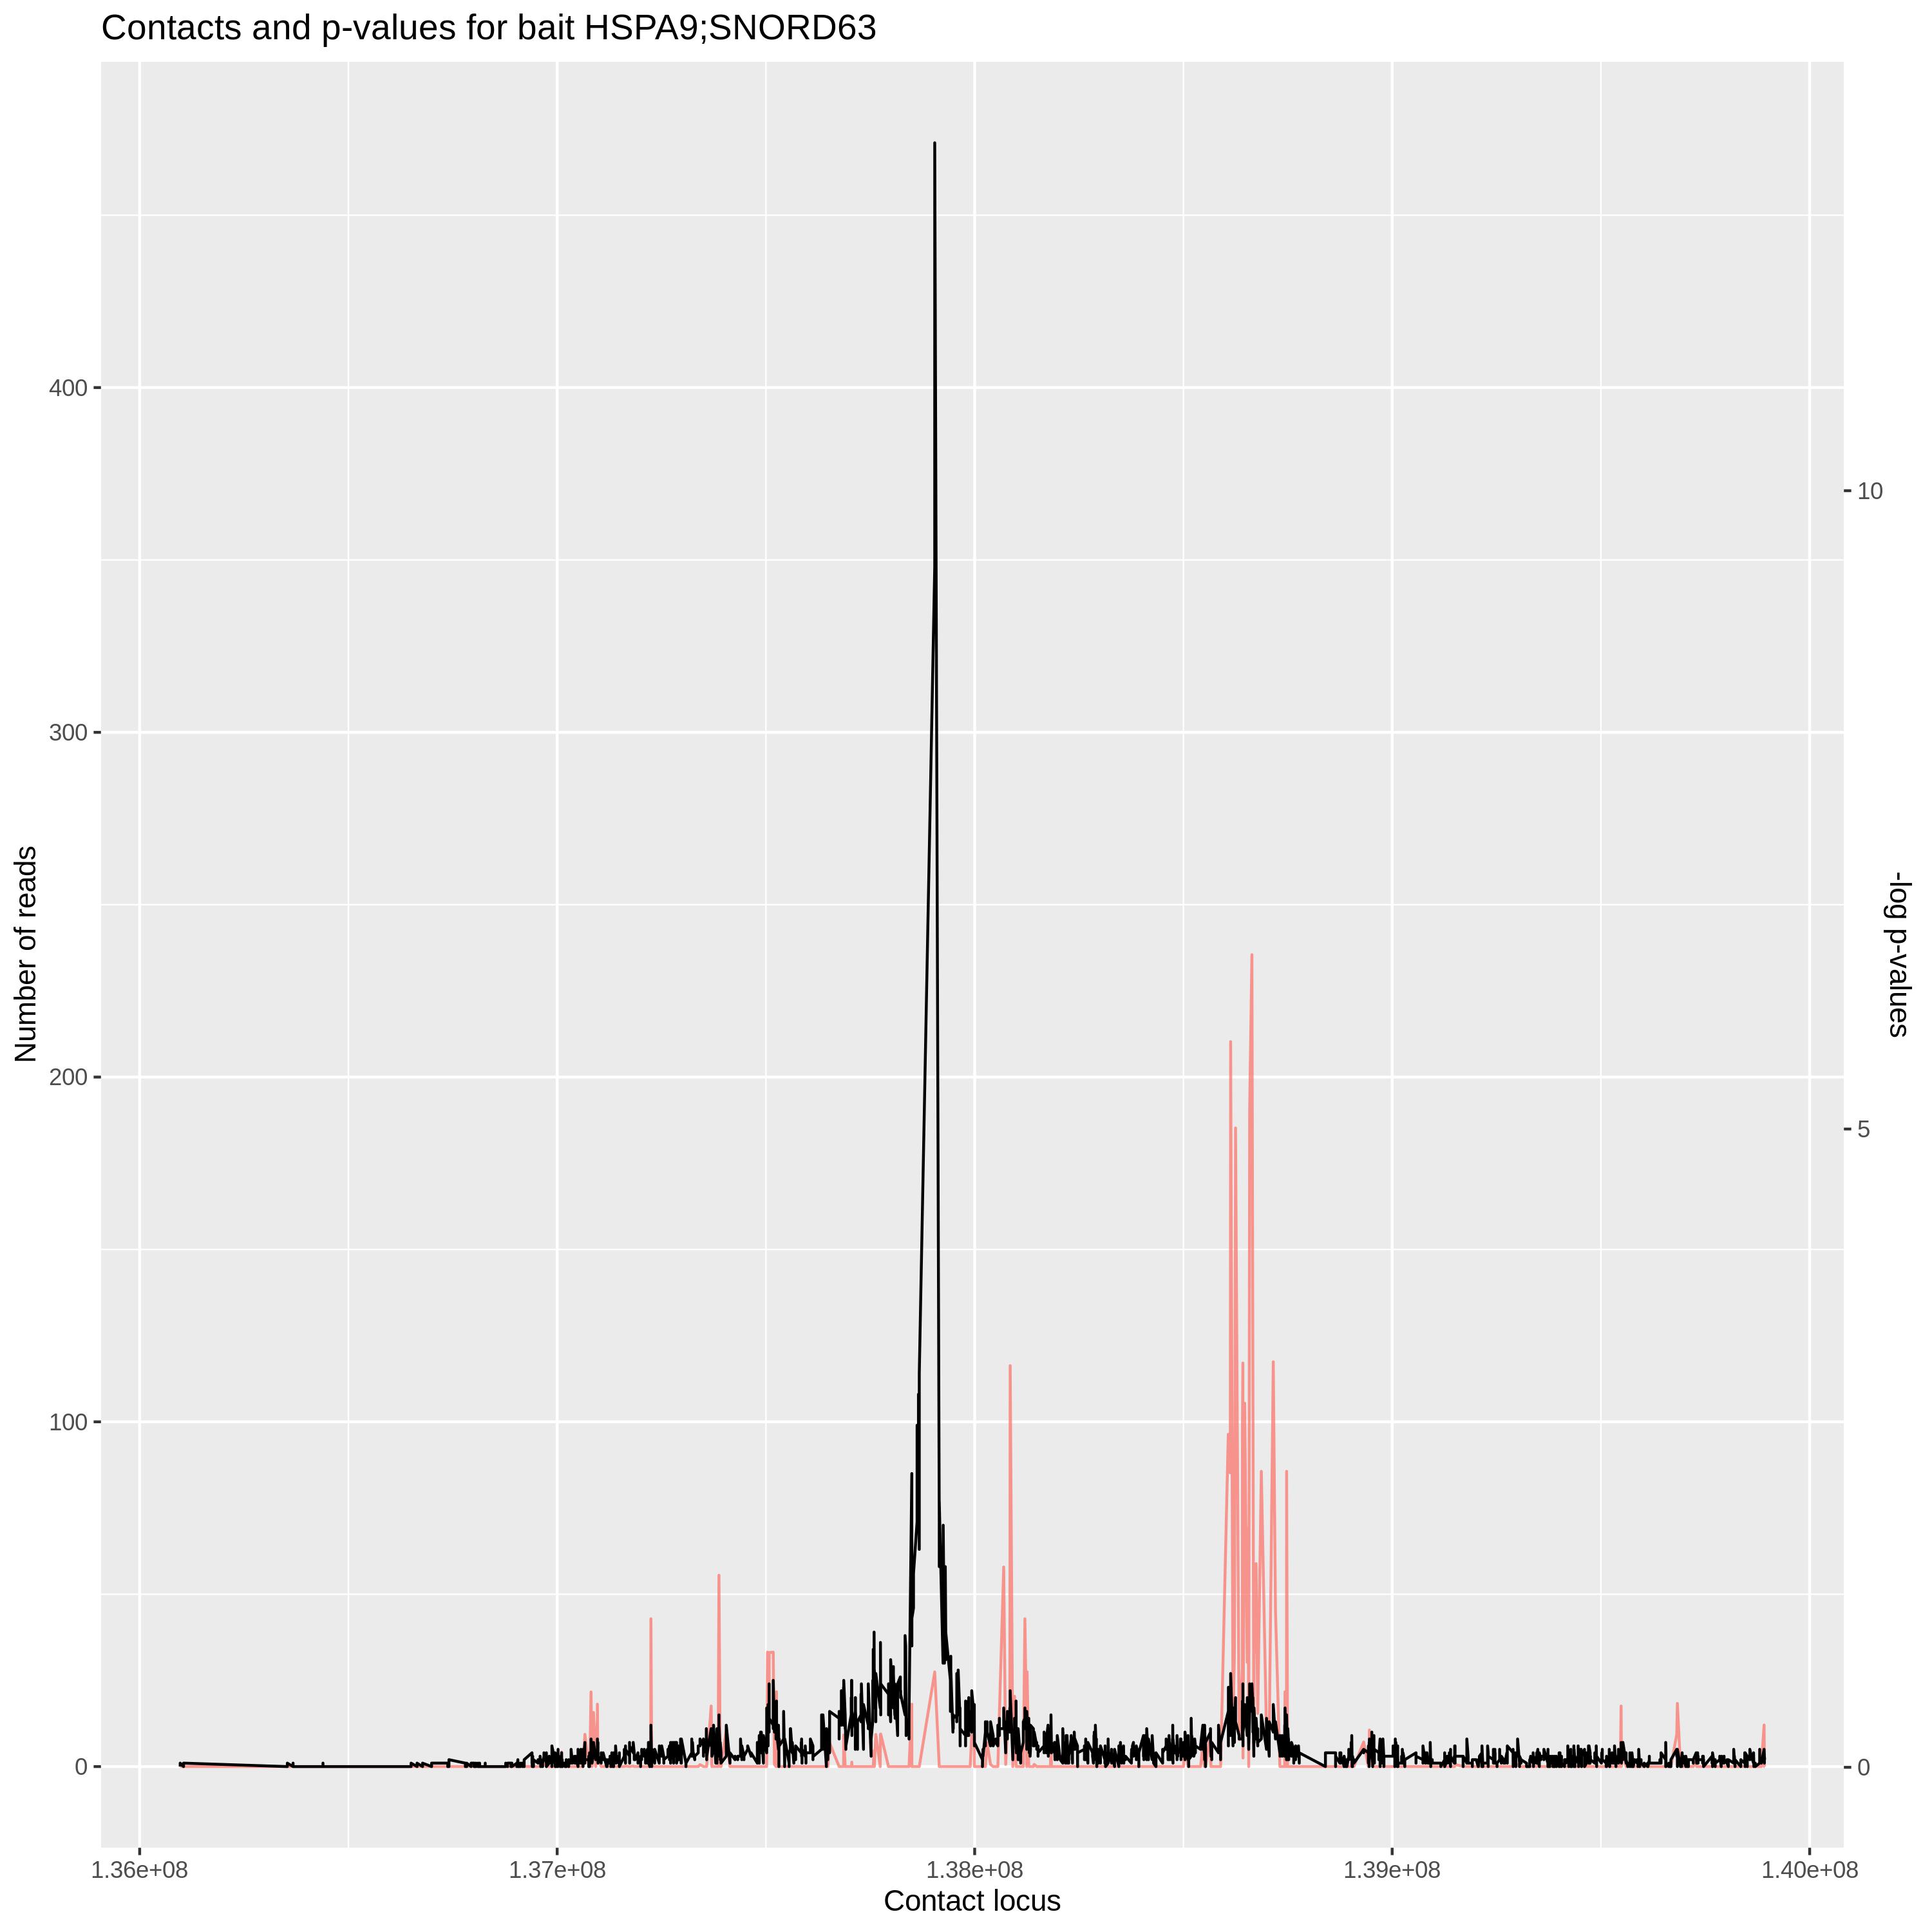 Contacts and p-values for bait HSPA9;SNORD63
Number of reads
400
300
200
100
0
10
5
0
-log p-values
1.36e+08
1.37e+08
1.38e+08
1.39e+08
1.40e+08
Contact locus